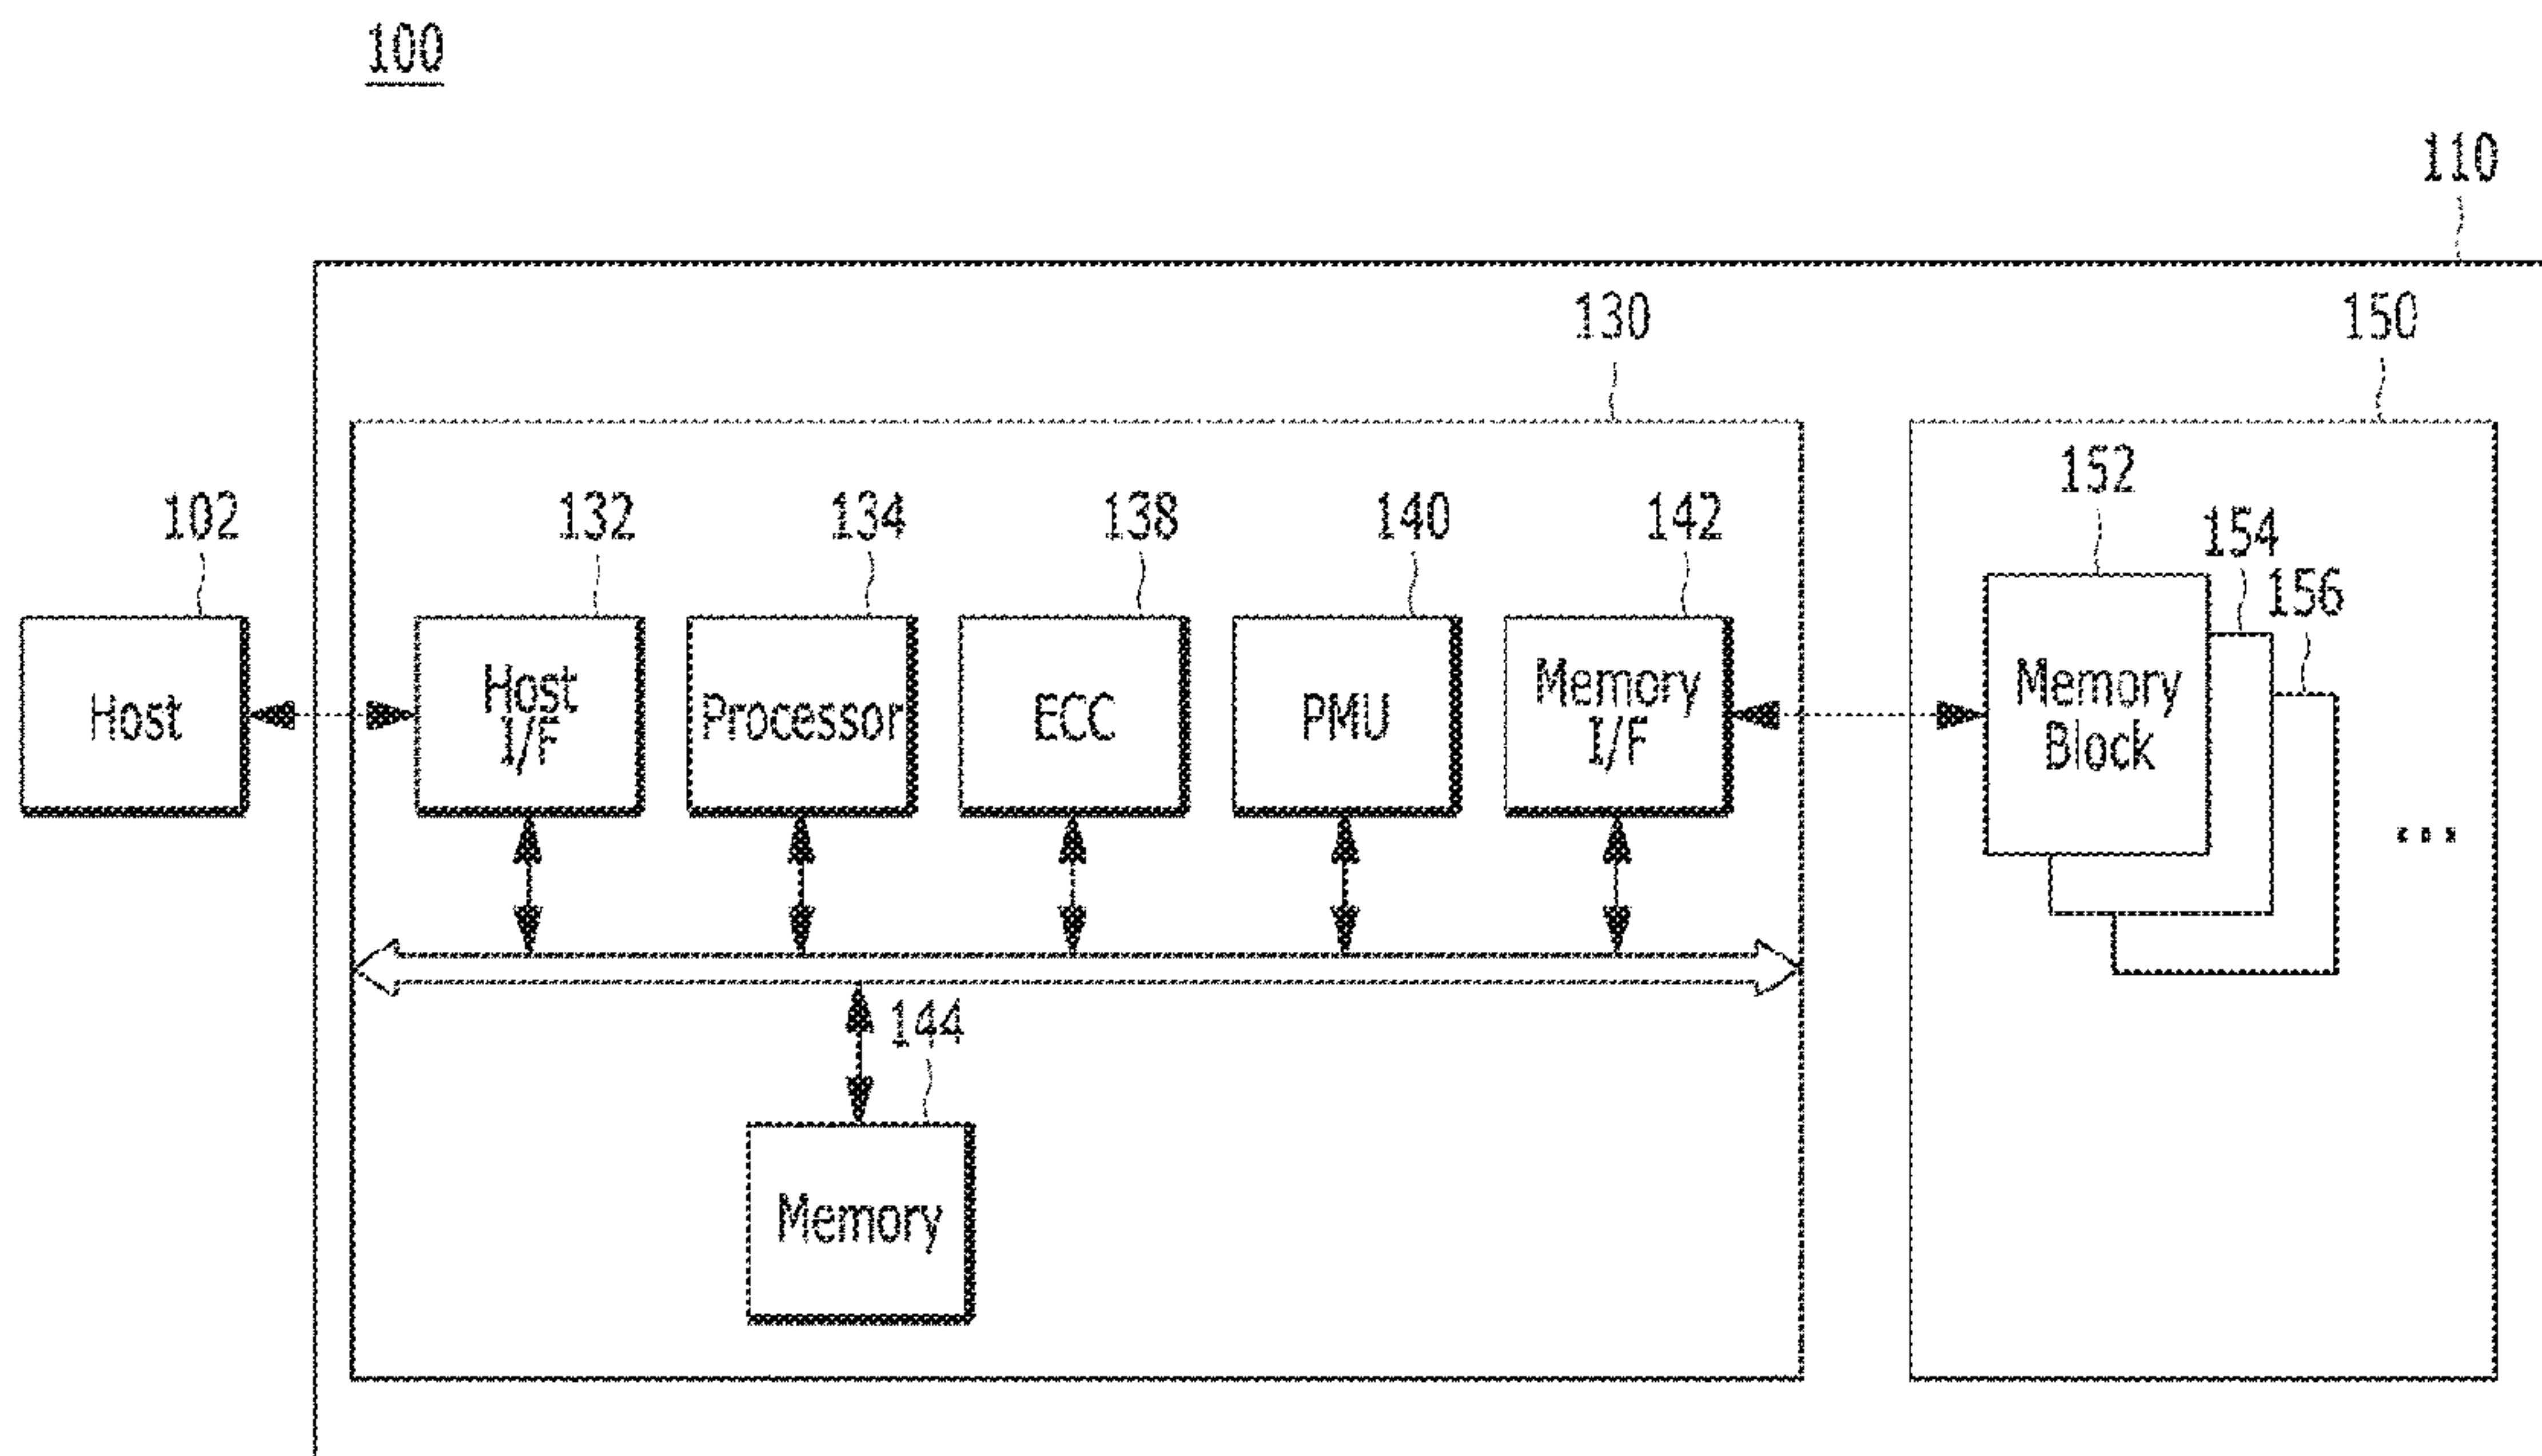 100
110
130
150
102
132
134
138
140
142
152
154
156
Host
Host
I/F
Processor
ECC
PMU
Memory
I/F
Memory
Block
...
144
Memory